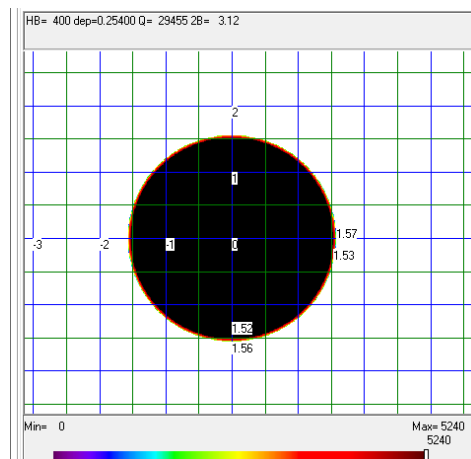 HB= 400 dep=0.25400 Q= 29455 2B= 3.12
2
1
1.57
-3 -2 -1 0
1.53
1.52
1.56
Min= 0 Max= 5240
5240